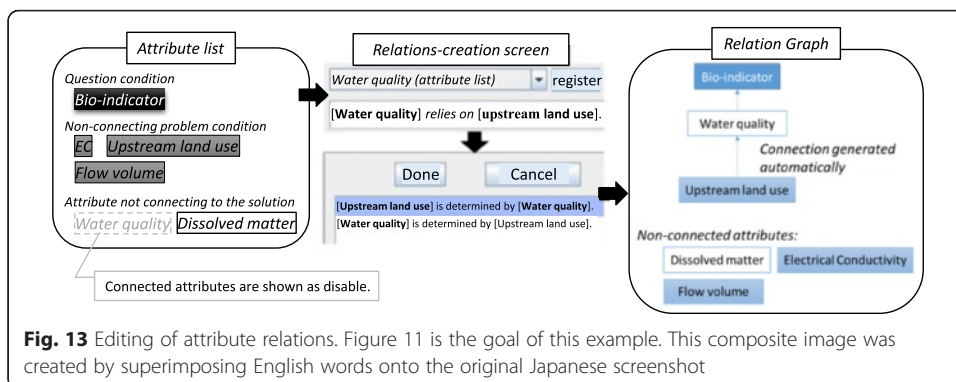 Attribute list
Question condition
Bio-indicator
Non-connecting problem condition
EC Upstream land use
Flow volume
Attribute not connecting to the solution
Water quality Dissolved matter
Connected attributes are shown as disable.
Relations-creation screen
Water quality (attribute list) register
[Water quality] relies on [upstream land use].
Done Cancel
[Upstream land use] is determined by [Water quality].
[Water quality] is determined by [Upstream land use].
Relation Graph
Bio-indicator
Water quality
Connection generated
automatically
Upstream land use
Non-connected attributes:
Dissolved matter Electrical Conductivity
Flow volume
Fig. 13 Editing of attribute relations. Figure 11 is the goal of this example. This composite image was
created by superimposing English words onto the original Japanese screenshot